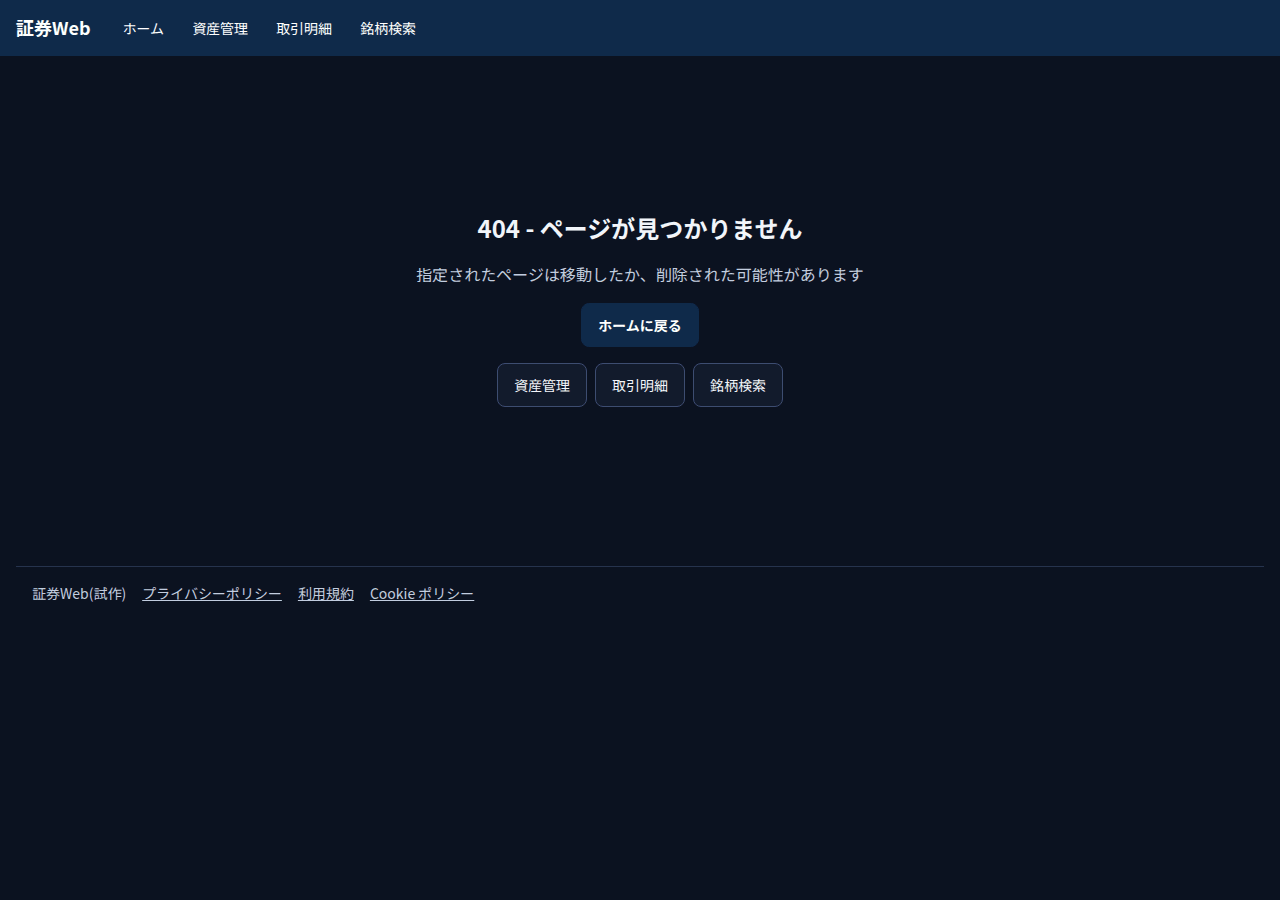 証券Web ホーム 資産管理 取引明細 銘柄検索
404 - ページが見つかりません
指定されたページは移動したか、削除された可能性があります
ホームに戻る
資産管理 取引明細 銘柄検索
証券Web(試作) プライバシーポリシー 利用規約 Cookie ポリシー